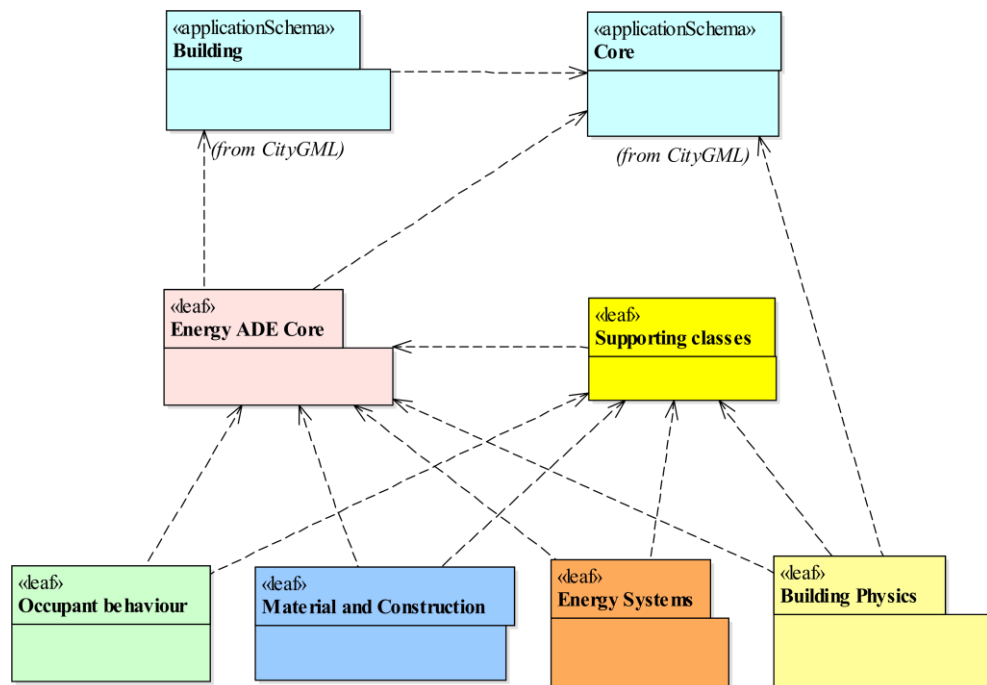 «applicationSchema»
Building
«applicationSchema»
Core
(from CityGML)
(from CityGML)
«leaf»
Energy ADE Core
«leaf»
Supporting classes
«leaf»
Occupant behaviour
«leaf»
Material and Construction
«leaf»
Energy Systems
«leaf»
Building Physics